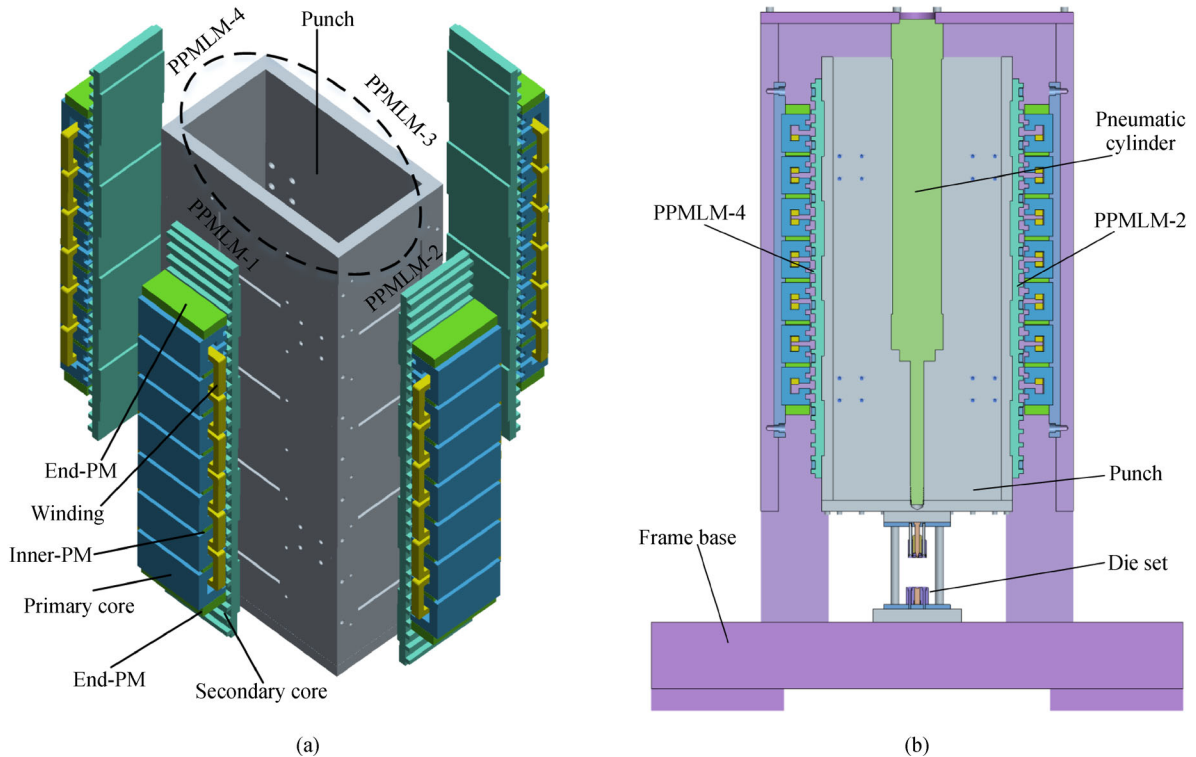 PPMLM-4
Punch
PPMLM-3
PPMLM-1
PPMLM-2
End-PM
Winding
Inner-PM
Primary core
End-PM
Secondary core
(a)
Pneumatic
cylinder
PPMLM-4
PPMLM-2
Punch
Frame base
Die set
(b)